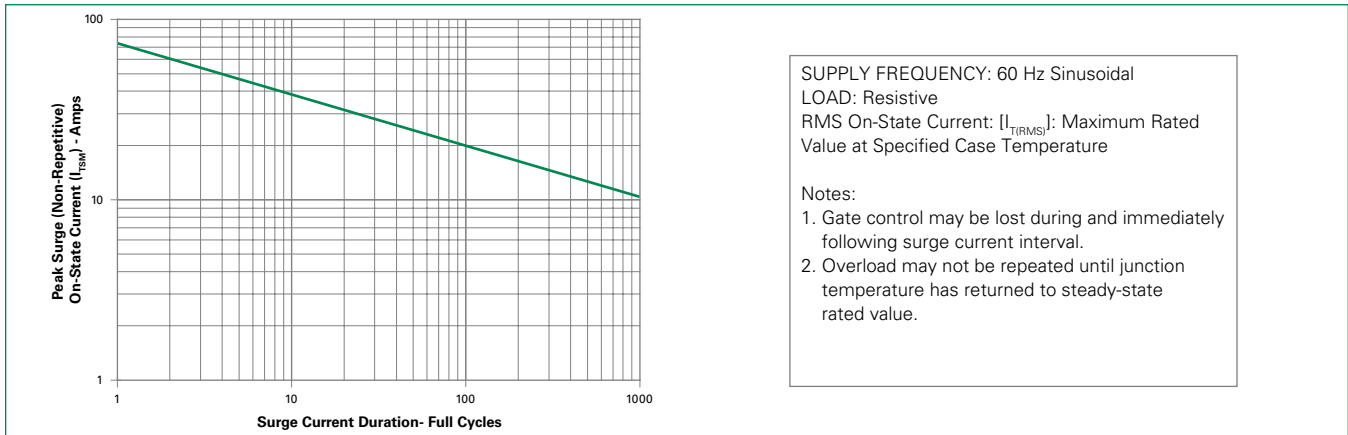 100
10
1
1
10
100
1000
Peak Surge (Non-Repetitive)
On-State Current (I_TSM) - Amps
Surge Current Duration- Full Cycles
SUPPLY FREQUENCY: 60 Hz Sinusoidal
LOAD: Resistive
RMS On-State Current: [I_T(RMS)]: Maximum Rated
Value at Specified Case Temperature
Notes:
1. Gate control may be lost during and immediately
following surge current interval.
2. Overload may not be repeated until junction
temperature has returned to steady-state
rated value.